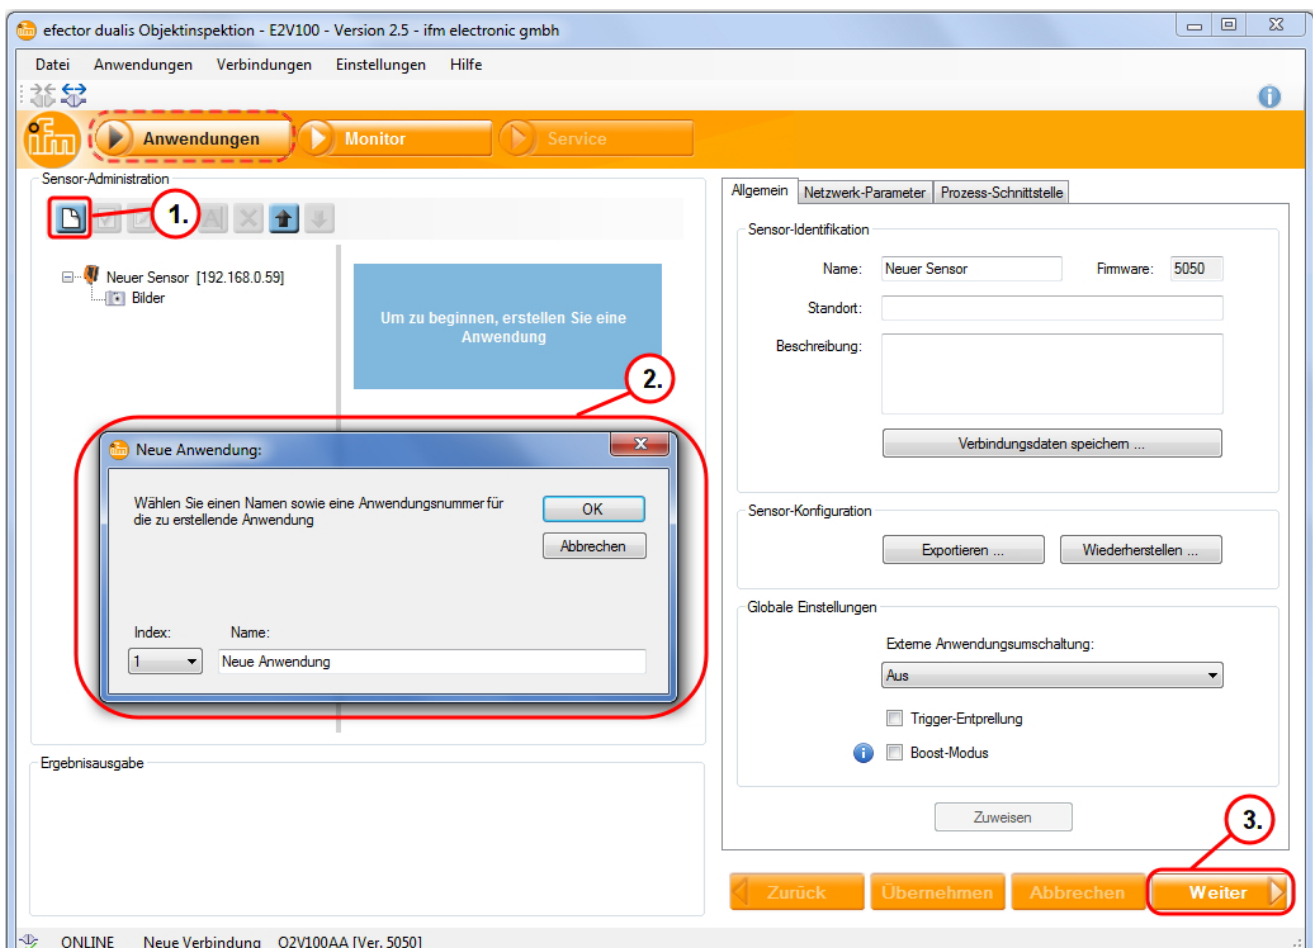 efector dualis Objektinspektion - E2V100 - Version 2.5 - ifm electronic gmbh
Datei Anwendungen Verbindungen Einstellungen Hilfe
ifm Anwendungen Monitor Service
Sensor-Administration
1.
Neuer Sensor [192.168.0.59]
Bilder
Um zu beginnen, erstellen Sie eine
Anwendung
2.
Neue Anwendung:
Wählen Sie einen Namen sowie eine Anwendungsnummer für
die zu erstellende Anwendung
OK
Abbrechen
Index: Name:
1 Neue Anwendung
Ergebnisausgabe
Allgemein Netzwerk-Parameter Prozess-Schnittstelle
Sensor-Identifikation
Name: Neuer Sensor Firmware: 5050
Standort:
Beschreibung:
Verbindungsdaten speichern ...
Sensor-Konfiguration
Exportieren ... Wiederherstellen ...
Globale Einstellungen
Externe Anwendungsumschaltung:
Aus
Trigger-Entprellung
Boost-Modus
Zuweisen
3.
Zurück Übernehmen Abbrechen Weiter
ONLINE Neue Verbindung O2V100AA [Ver. 5050]